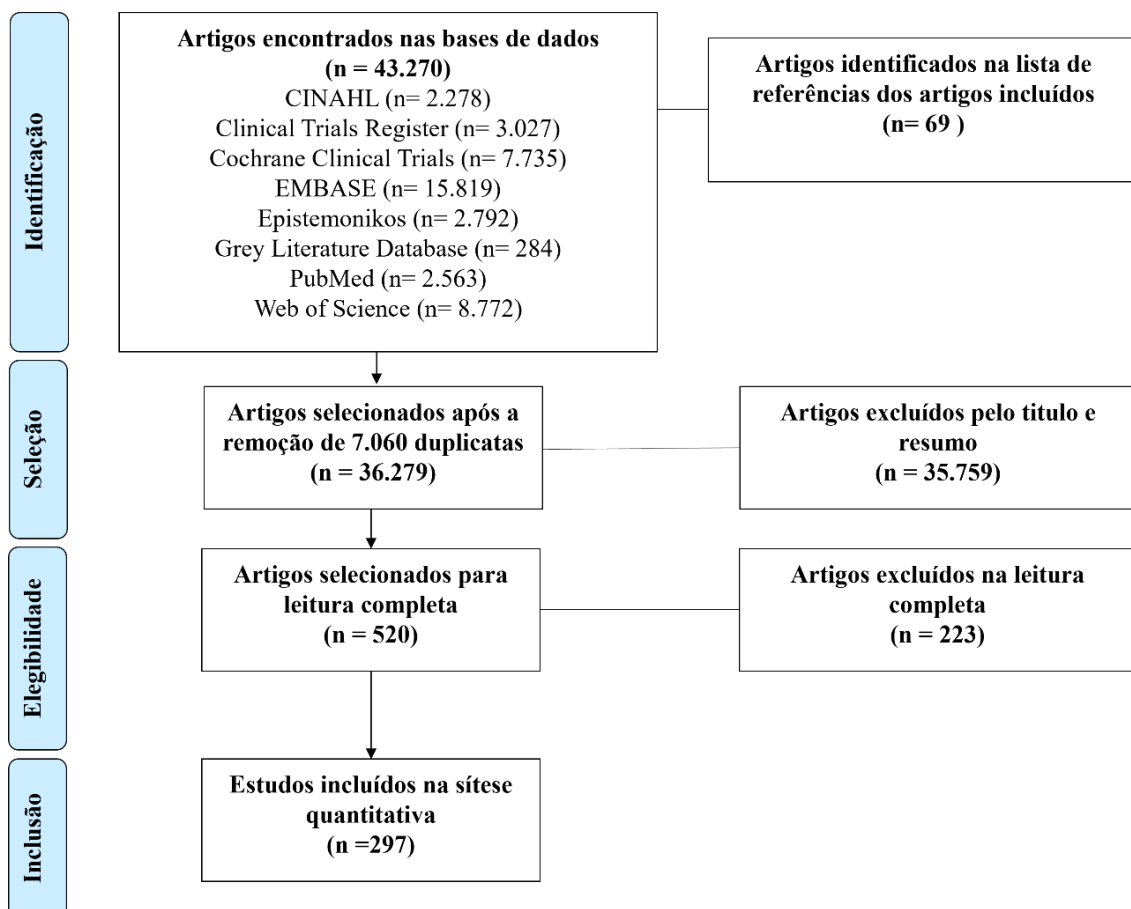 Identificação
Artigos encontrados nas bases de dados
(n = 43.270)
CINAHL (n= 2.278)
Clinical Trials Register (n= 3.027)
Cochrane Clinical Trials (n= 7.735)
EMBASE (n= 15.819)
Epistemonikos (n= 2.792)
Grey Literature Database (n= 284)
PubMed (n= 2.563)
Web of Science (n= 8.772)
Artigos identificados na lista de
referências dos artigos incluídos
(n= 69 )
Seleção
Artigos selecionados após a
remoção de 7.060 duplicatas
(n = 36.279)
Artigos excluídos pelo titulo e
resumo
(n = 35.759)
Elegibilidade
Artigos selecionados para
leitura completa
(n = 520)
Artigos excluídos na leitura
completa
(n = 223)
Inclusão
Estudos incluídos na sítese
quantitativa
(n =297)